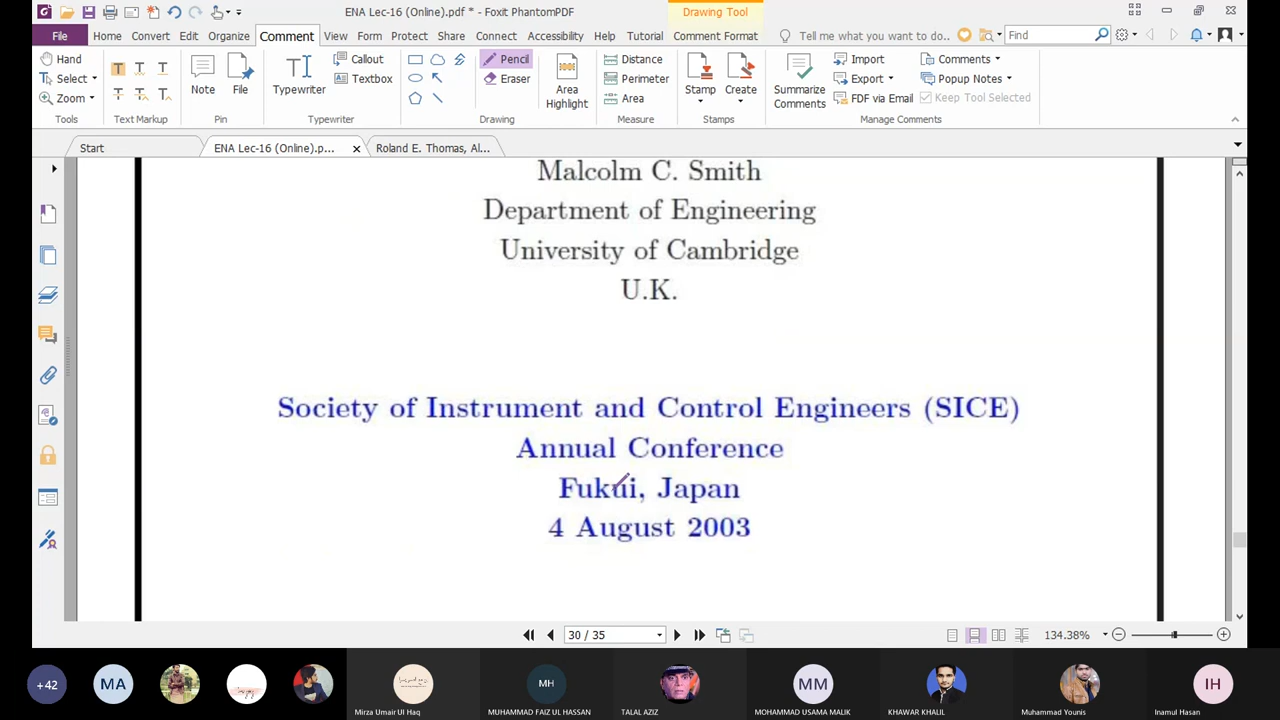 ENA Lec-16 (Online).pdf * - Foxit PhantomPDF
Drawing Tool
File Home Convert Edit Organize Comment View Form Protect Share Connect Accessibility Help Tutorial Comment Format Tell me what you want to do.. Find
Hand
Select
Zoom
Tools
Text Markup
Note
File
Pin
Typewriter
Callout
Textbox
Typewriter
Pencil
Eraser
Drawing
Area
Highlight
Distance
Perimeter
Area
Measure
Stamp
Create
Stamps
Summarize
Comments
Import
Export
FDF via Email
Comments
Popup Notes
Keep Tool Selected
Manage Comments
Start
ENA Lec-16 (Online).p...
Roland E. Thomas, Al...
Malcolm C. Smith
Department of Engineering
University of Cambridge
U.K.
Society of Instrument and Control Engineers (SICE)
Annual Conference
Fukui, Japan
4 August 2003
30 / 35
134.38%
+42
MA
MH
MM
IH
Mirza Umair Ul Haq
MUHAMMAD FAIZ UL HASSAN
TALAL AZIZ
MOHAMMAD USAMA MALIK
KHAWAR KHALIL
Muhammad Younis
Inamul Hasan